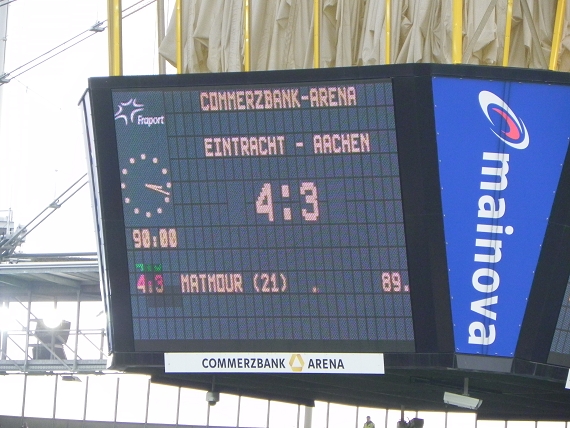 COMMERZBANK-ARENA
Fraport
EINTRACHT - AACHEN
4:3
90:00
4:3 MATMOUR (21) . 89.
COMMERZBANK ARENA
mainova